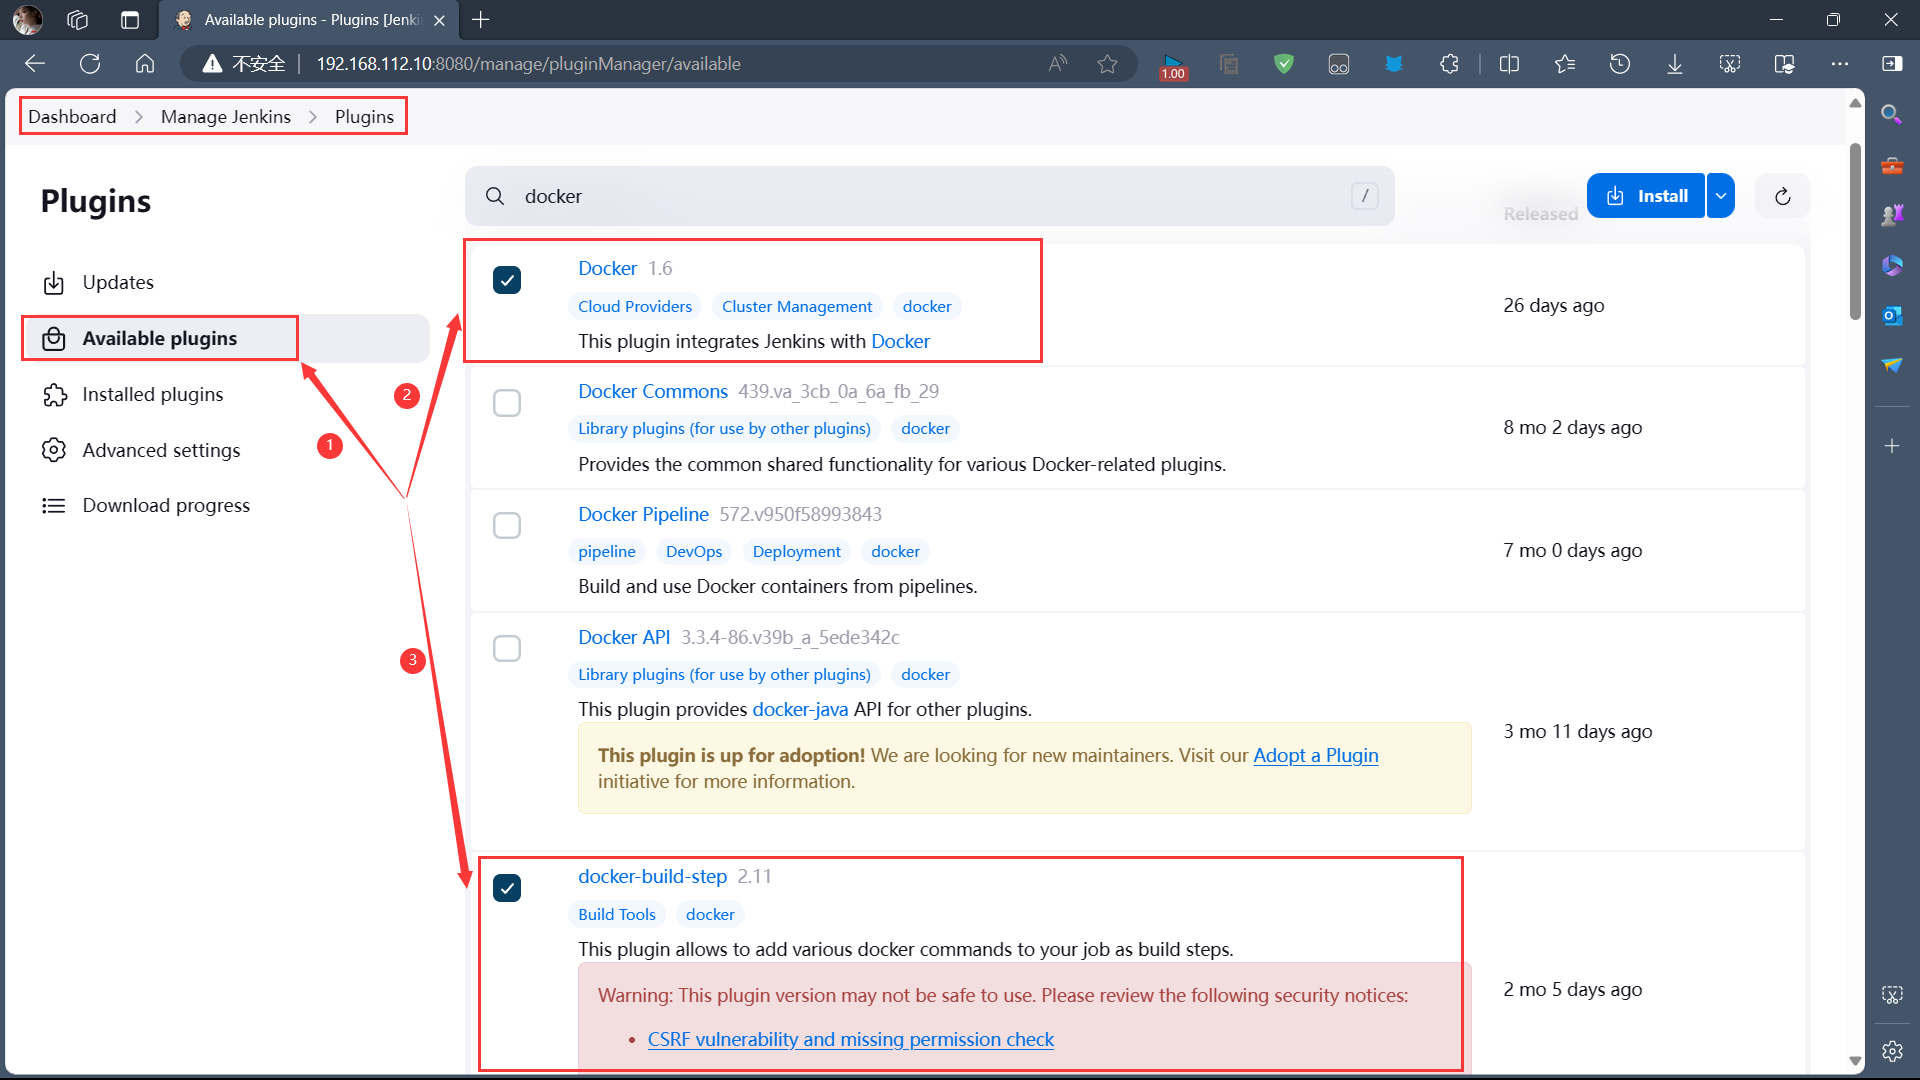 Available plugins - Plugins [Jenki
不安全
192.168.112.10:8080/manage/pluginManager/available
1.00
Dashboard > Manage Jenkins > Plugins
Plugins
docker
/
Released
Install
Updates
Available plugins
Installed plugins
Advanced settings
Download progress
1
2
3
Docker 1.6
Cloud Providers Cluster Management docker
This plugin integrates Jenkins with Docker
26 days ago
Docker Commons 439.va_3cb_0a_6a_fb_29
Library plugins (for use by other plugins) docker
Provides the common shared functionality for various Docker-related plugins.
8 mo 2 days ago
Docker Pipeline 572.v950f58993843
pipeline DevOps Deployment docker
Build and use Docker containers from pipelines.
7 mo 0 days ago
Docker API 3.3.4-86.v39b_a_5ede342c
Library plugins (for use by other plugins) docker
This plugin provides docker-java API for other plugins.
This plugin is up for adoption! We are looking for new maintainers. Visit our Adopt a Plugin
initiative for more information.
3 mo 11 days ago
docker-build-step 2.11
Build Tools docker
This plugin allows to add various docker commands to your job as build steps.
Warning: This plugin version may not be safe to use. Please review the following security notices:
• CSRF vulnerability and missing permission check
2 mo 5 days ago